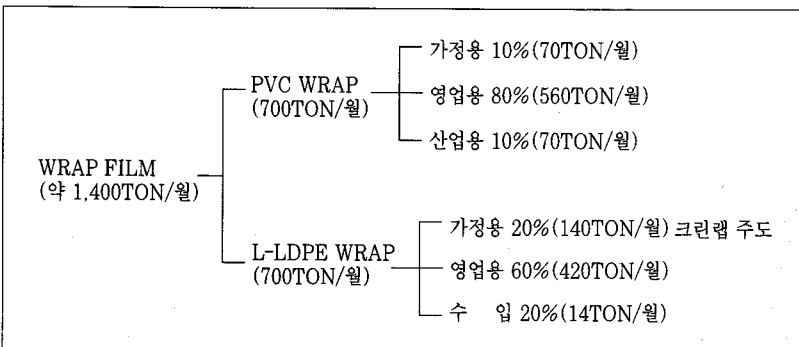 가정용 10%(70TON/월)
PVC WRAP
(700TON/월)
영업용 80%(560TON/월)
산업용 10%(70TON/월)
WRAP FILM
(약 1,400TON/월)
가정용 20%(140TON/월) 크린랩 주도
L-LDPE WRAP
(700TON/월)
영업용 60%(420TON/월)
수 입 20%(14TON/월)